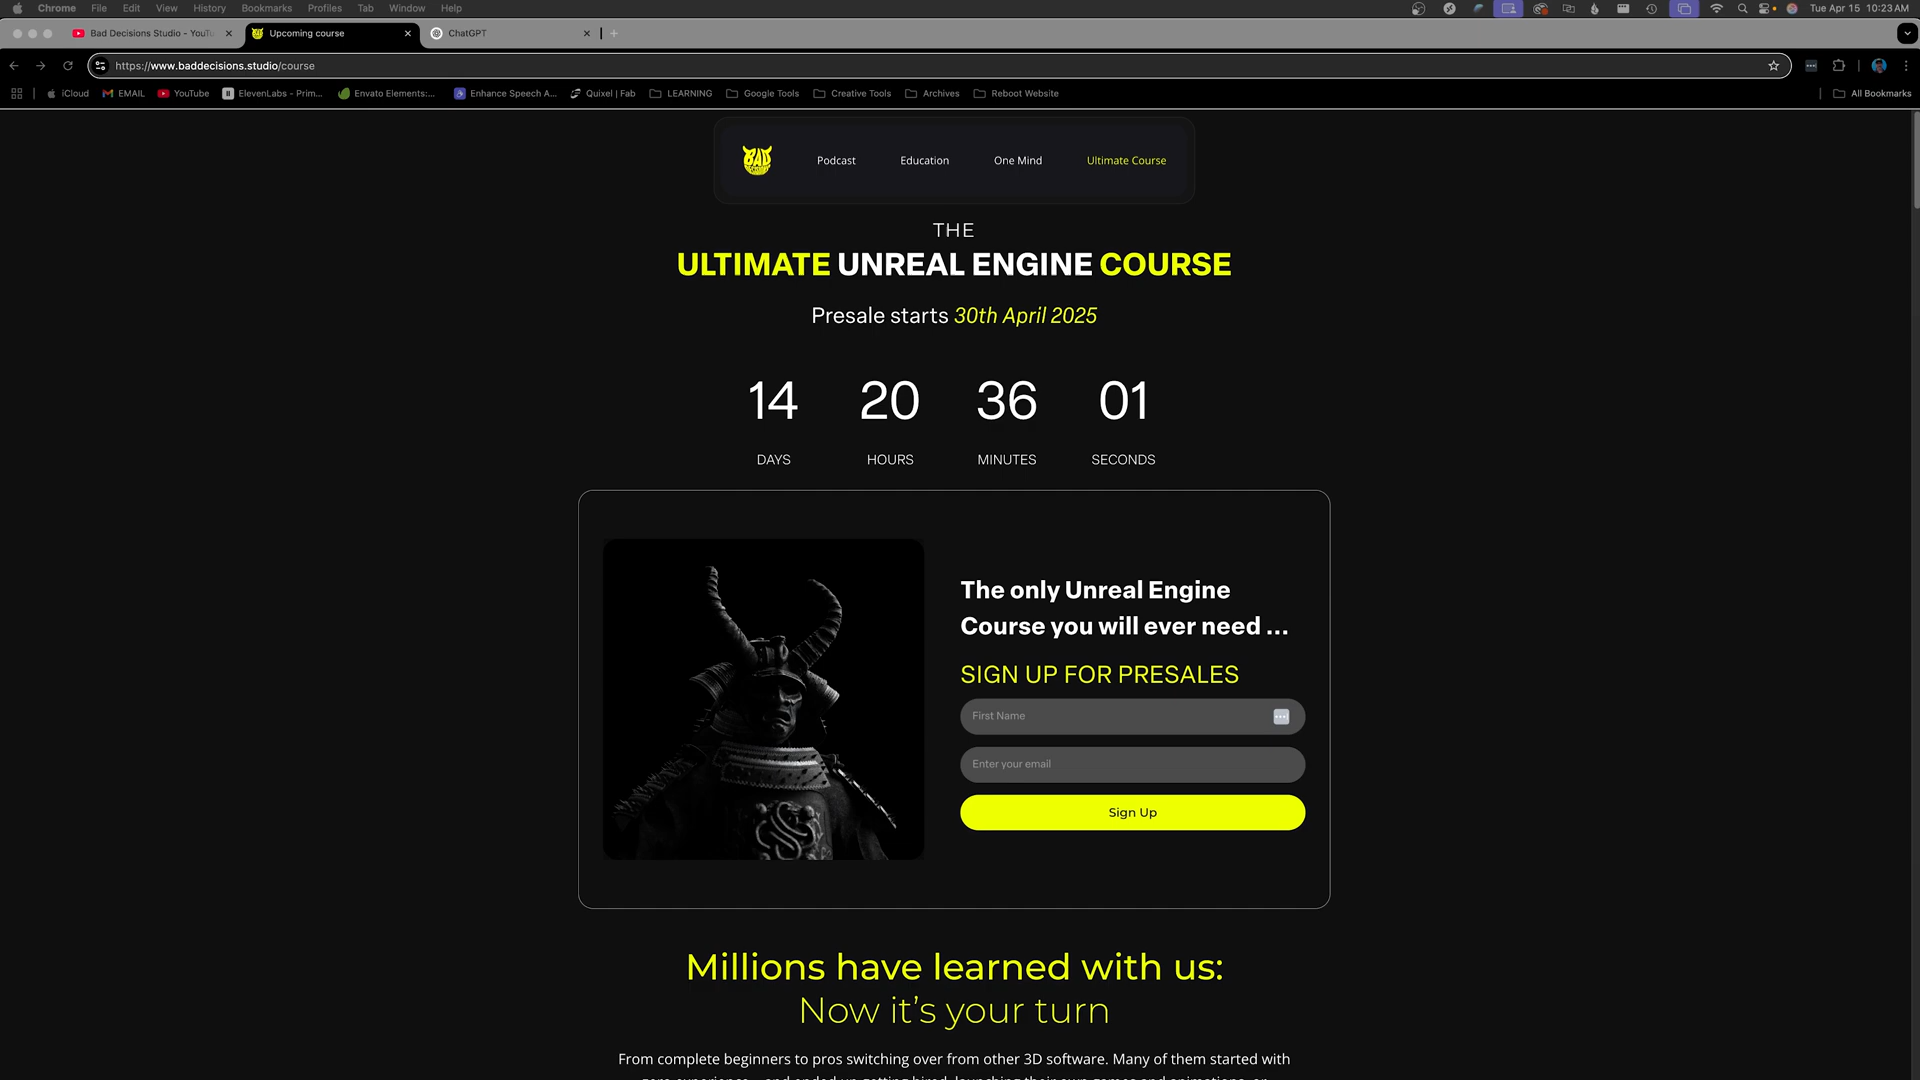 Chrome File Edit View History Bookmarks Profiles Tab Window Help Tue Apr 15 10:23 AM
Bad Decisions Studio - YouTu Upcoming course ChatGPT
https://www.baddecisions.studio/course
iCloud EMAIL YouTube ElevenLabs - Prim... Envato Elements:... Enhance Speech A... Quixel | Fab LEARNING Google Tools Creative Tools Archives Reboot Website All Bookmarks
BAD Podcast Education One Mind Ultimate Course
THE
ULTIMATE UNREAL ENGINE COURSE
Presale starts 30th April 2025
14 20 36 01
DAYS HOURS MINUTES SECONDS
The only Unreal Engine
Course you will ever need ...
SIGN UP FOR PRESALES
First Name
Enter your email
Sign Up
Millions have learned with us:
Now it's your turn
From complete beginners to pros switching over from other 3D software. Many of them started with